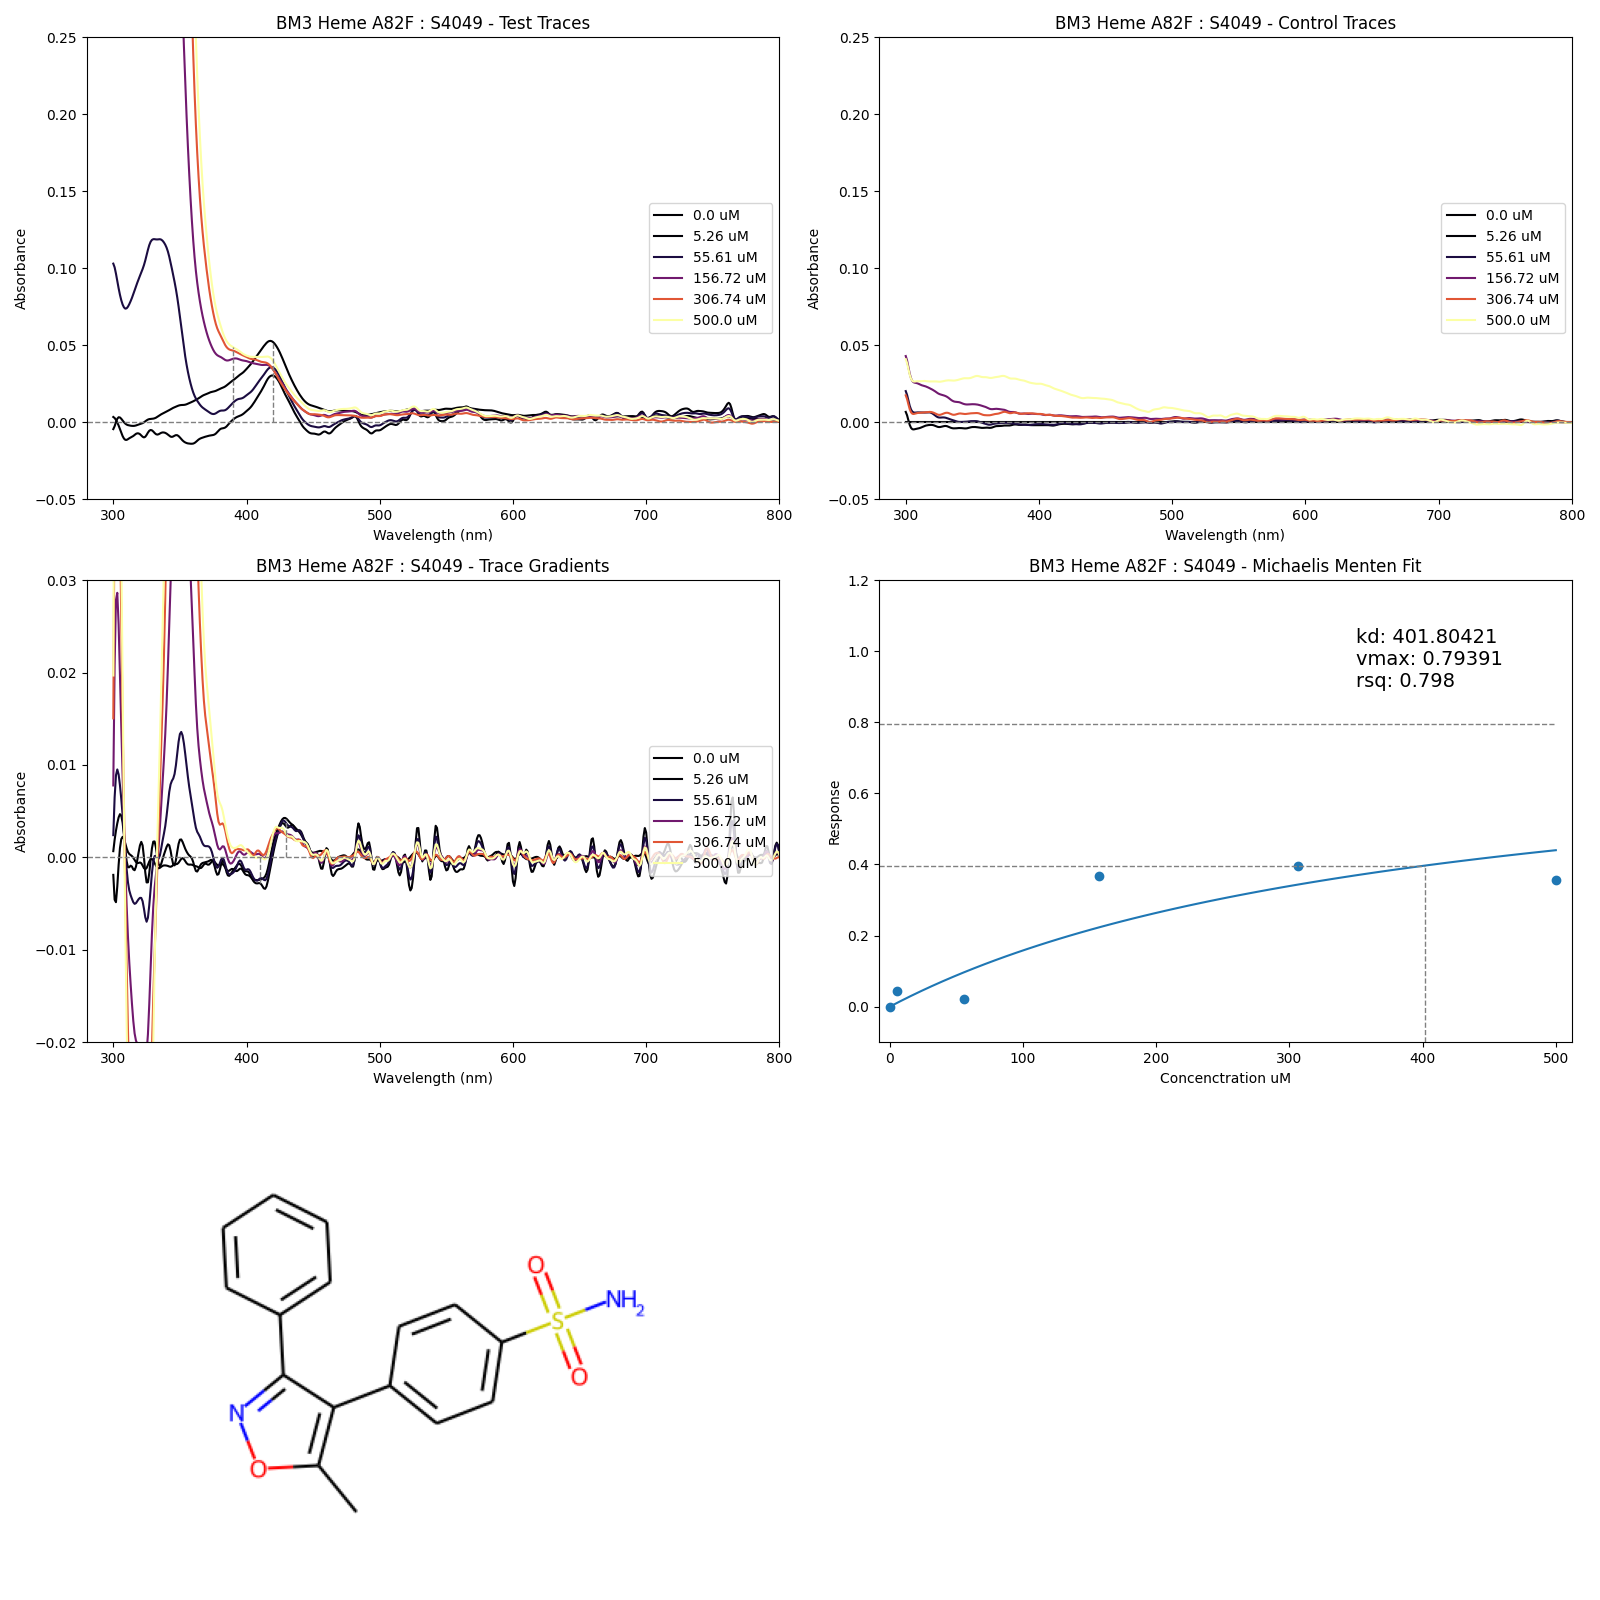 BM3 Heme A82F : S4049 - Test Traces
Absorbance
0.25
0.20
0.15
0.10
0.05
0.00
−0.05
0.0 uM
5.26 uM
55.61 uM
156.72 uM
306.74 uM
500.0 uM
300 400 500 600 700 800
Wavelength (nm)
BM3 Heme A82F : S4049 - Control Traces
Absorbance
0.25
0.20
0.15
0.10
0.05
0.00
−0.05
0.0 uM
5.26 uM
55.61 uM
156.72 uM
306.74 uM
500.0 uM
300 400 500 600 700 800
Wavelength (nm)
BM3 Heme A82F : S4049 - Trace Gradients
Absorbance
0.03
0.02
0.01
0.00
−0.01
−0.02
0.0 uM
5.26 uM
55.61 uM
156.72 uM
306.74 uM
500.0 uM
300 400 500 600 700 800
Wavelength (nm)
BM3 Heme A82F : S4049 - Michaelis Menten Fit
Response
1.2
1.0
0.8
0.6
0.4
0.2
0.0
kd: 401.80421
vmax: 0.79391
rsq: 0.798
0 100 200 300 400 500
Concenctration uM
O
S
NH2
O
N
O